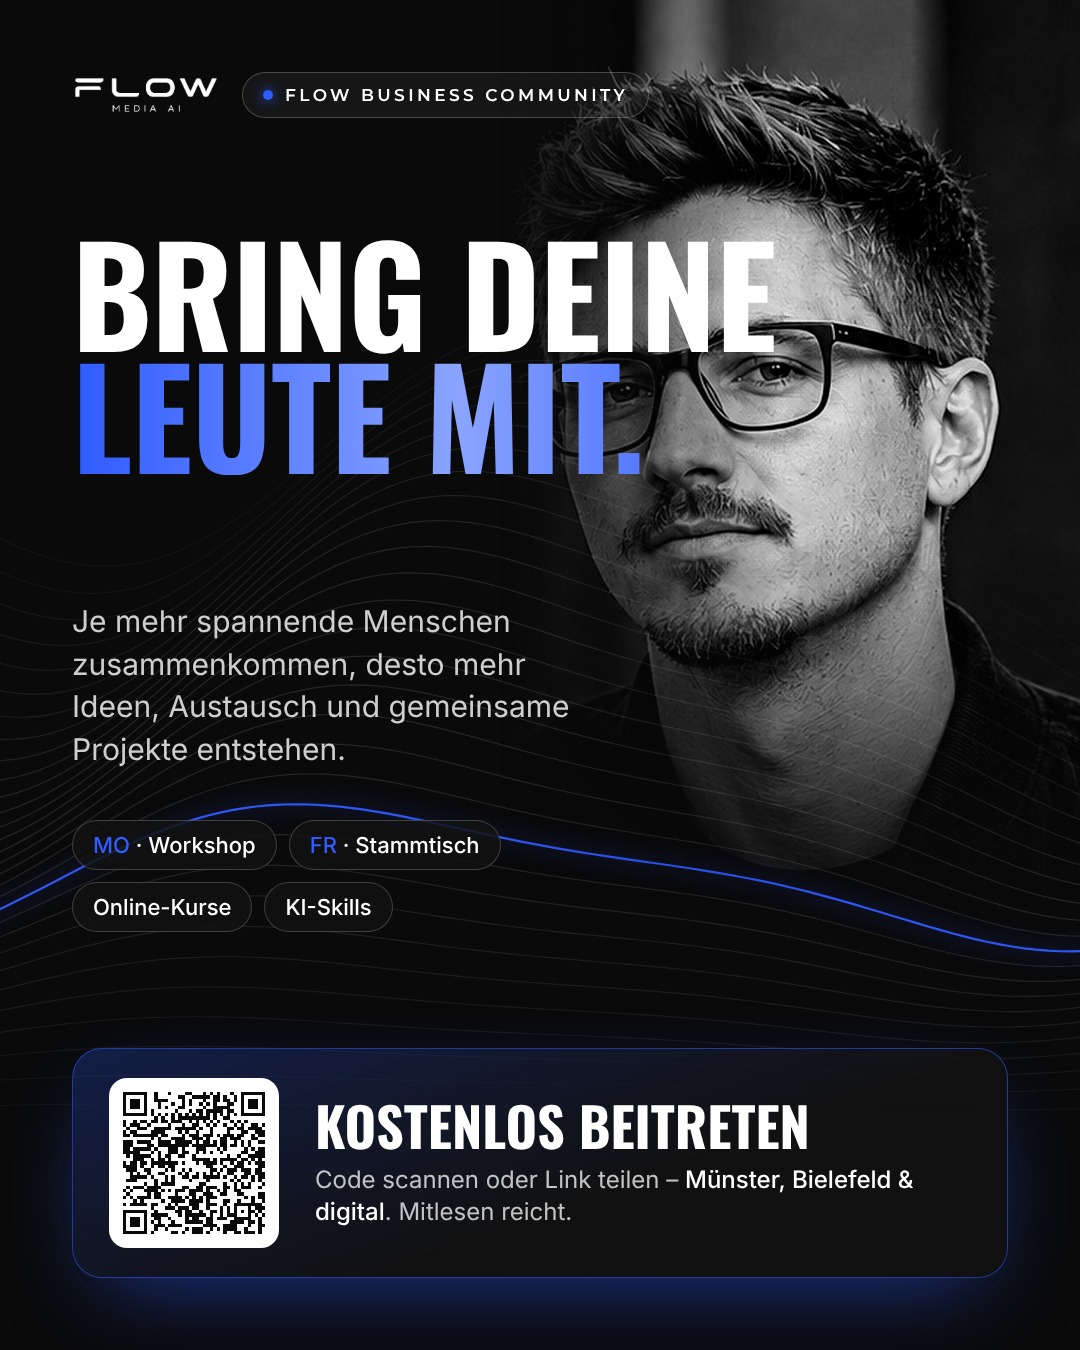 FLOW
MEDIA AI
FLOW BUSINESS COMMUNITY
BRING DEINE
LEUTE MIT.
Je mehr spannende Menschen
zusammenkommen, desto mehr
Ideen, Austausch und gemeinsame
Projekte entstehen.
MO · Workshop
FR · Stammtisch
Online-Kurse
KI-Skills
KOSTENLOS BEITRETEN
Code scannen oder Link teilen – Münster, Bielefeld &
digital. Mitlesen reicht.